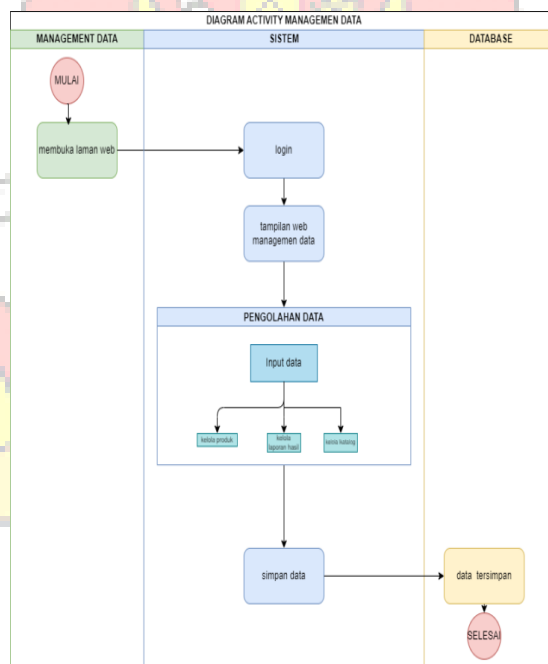 DIAGRAM ACTIVITY MANAGEMEN DATA
MANAGEMENT DATA
SISTEM
DATABASE
MULAI
membuka laman web
login
tampilan web
managemen data
PENGOLAHAN DATA
Input data
kelola produk
kelola
laporan hasil
kelola katalog
simpan data
data tersimpan
SELESAI